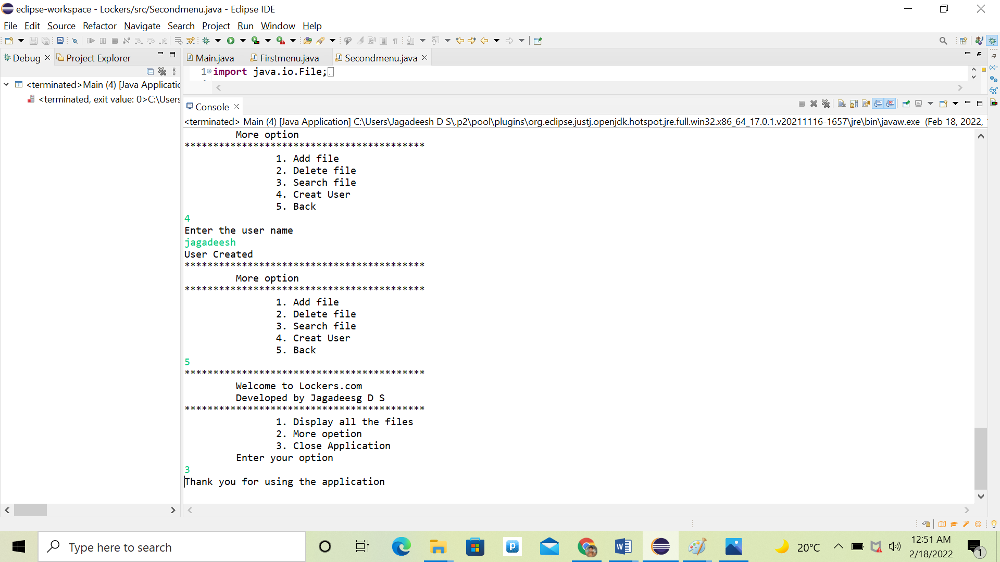 eclipse-workspace - Lockers/src/Secondmenu.java - Eclipse IDE
File Edit Source Refactor Navigate Search Project Run Window Help
Debug Project Explorer
Main.java Firstmenu.java Secondmenu.java
1 import java.io.File;
<terminated>Main (4) [Java Applicatio
<terminated, exit value: 0>C:\Users
Console
<terminated> Main (4) [Java Application] C:\Users\Jagadeesh D S\.p2\pool\plugins\org.eclipse.justj.openjdk.hotspot.jre.full.win32.x86_64_17.0.1.v20211116-1657\jre\bin\javaw.exe (Feb 18, 2022,
More option
******************************************
1. Add file
2. Delete file
3. Search file
4. Creat User
5. Back
4
Enter the user name
jagadeesh
User Created
******************************************
More option
******************************************
1. Add file
2. Delete file
3. Search file
4. Creat User
5. Back
5
******************************************
Welcome to Lockers.com
Developed by Jagadeesg D S
******************************************
1. Display all the files
2. More opetion
3. Close Application
Enter your option
3
Thank you for using the application
Type here to search
20°C
12:51 AM
2/18/2022
1